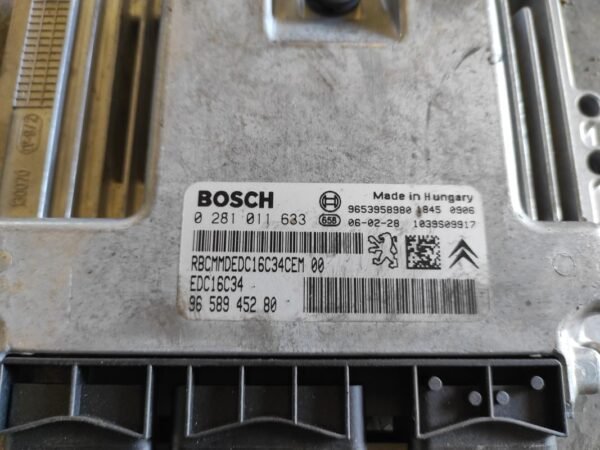 BOSCH
Made in Hungary
0 281 011 633
658
9653958980 1845 0906
06-02-28 1039S09917
RBCMMDEDC16C34CEM 00
EDC16C34
96 589 452 80
130070